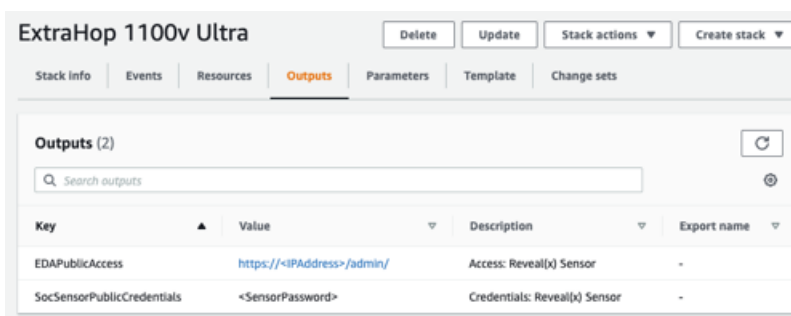 ExtraHop 1100v Ultra
Delete
Update
Stack actions ▼
Create stack ▼
Stack info
Events
Resources
Outputs
Parameters
Template
Change sets
Outputs (2)
Search outputs
Key ▲ Value ▽ Description ▽ Export name ▽
EDAPublicAccess https://<IPAddress>/admin/ Access: Reveal(x) Sensor -
SocSensorPublicCredentials <SensorPassword> Credentials: Reveal(x) Sensor -